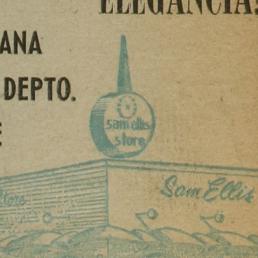 ELEGANCIA
ANA
DEPTO.
E
sam ellis
store
Sam Ellis